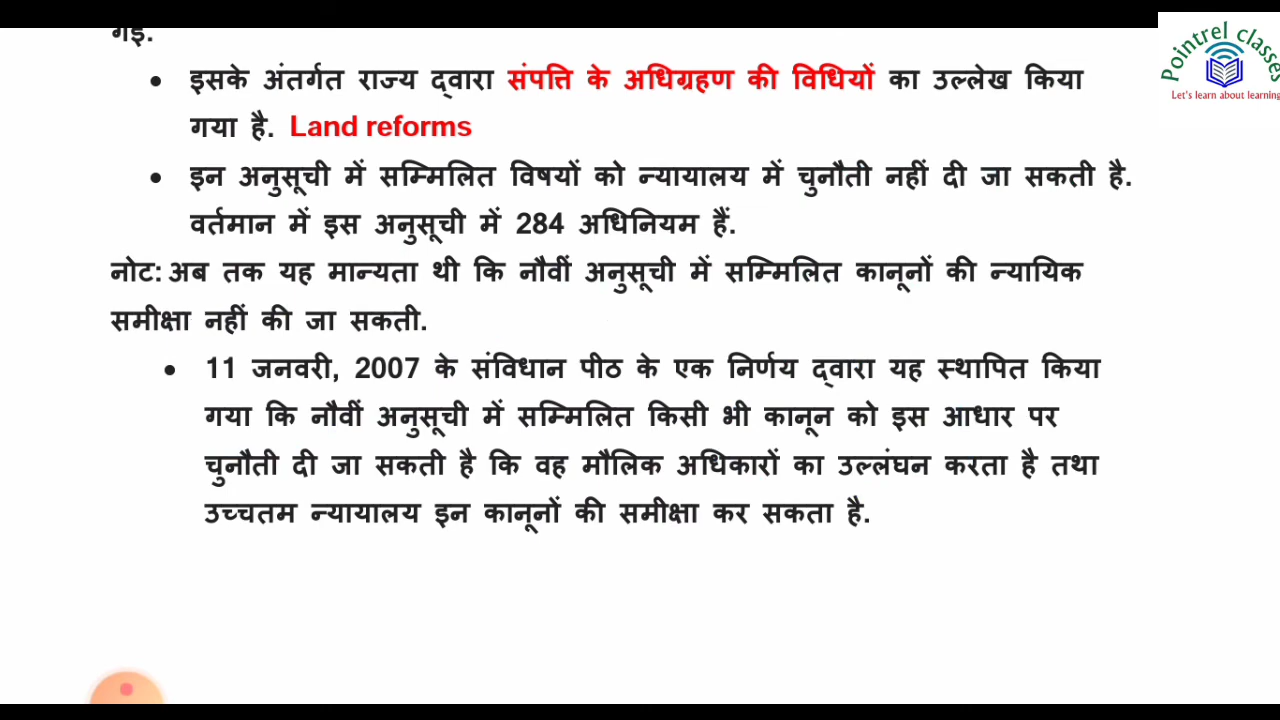 गई.
Pointrel classes
Let's learn about learning
• इसके अंतर्गत राज्य द्वारा संपत्ति के अधिग्रहण की विधियों का उल्लेख किया
गया है. Land reforms
• इन अनुसूची में सम्मिलित विषयों को न्यायालय में चुनौती नहीं दी जा सकती है.
वर्तमान में इस अनुसूची में 284 अधिनियम हैं.
नोट: अब तक यह मान्यता थी कि नौवीं अनुसूची में सम्मिलित कानूनों की न्यायिक
समीक्षा नहीं की जा सकती.
• 11 जनवरी, 2007 के संविधान पीठ के एक निर्णय द्वारा यह स्थापित किया
गया कि नौवीं अनुसूची में सम्मिलित किसी भी कानून को इस आधार पर
चुनौती दी जा सकती है कि वह मौलिक अधिकारों का उल्लंघन करता है तथा
उच्चतम न्यायालय इन कानूनों की समीक्षा कर सकता है.